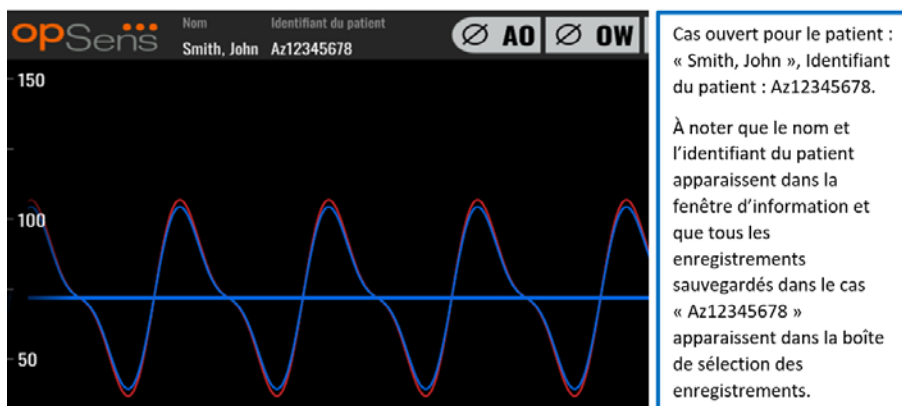 opSens
Nom Identifiant du patient
Smith, John Az12345678
AO OW
150
100
50
Cas ouvert pour le patient :
« Smith, John », Identifiant
du patient : Az12345678.
À noter que le nom et
l’identifiant du patient
apparaissent dans la
fenêtre d’information et
que tous les
enregistrements
sauvegardés dans le cas
« Az12345678 »
apparaissent dans la boîte
de sélection des
enregistrements.